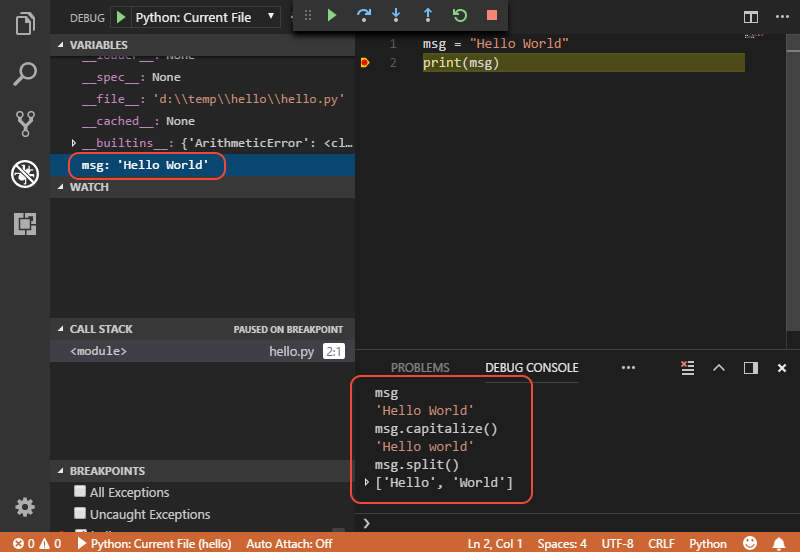 DEBUG Python: Current File
VARIABLES
__loader__: None
__spec__: None
__file__: 'd:\\temp\\hello\\hello.py'
__cached__: None
__builtins__: {'ArithmeticError': <cl…
msg: 'Hello World'
WATCH
CALL STACK PAUSED ON BREAKPOINT
<module> hello.py 2:1
BREAKPOINTS
All Exceptions
Uncaught Exceptions
1 msg = "Hello World"
2 print(msg)
PROBLEMS DEBUG CONSOLE
msg
'Hello World'
msg.capitalize()
'Hello world'
msg.split()
['Hello', 'World']
❯
0 0 Python: Current File (hello) Auto Attach: Off Ln 2, Col 1 Spaces: 4 UTF-8 CRLF Python